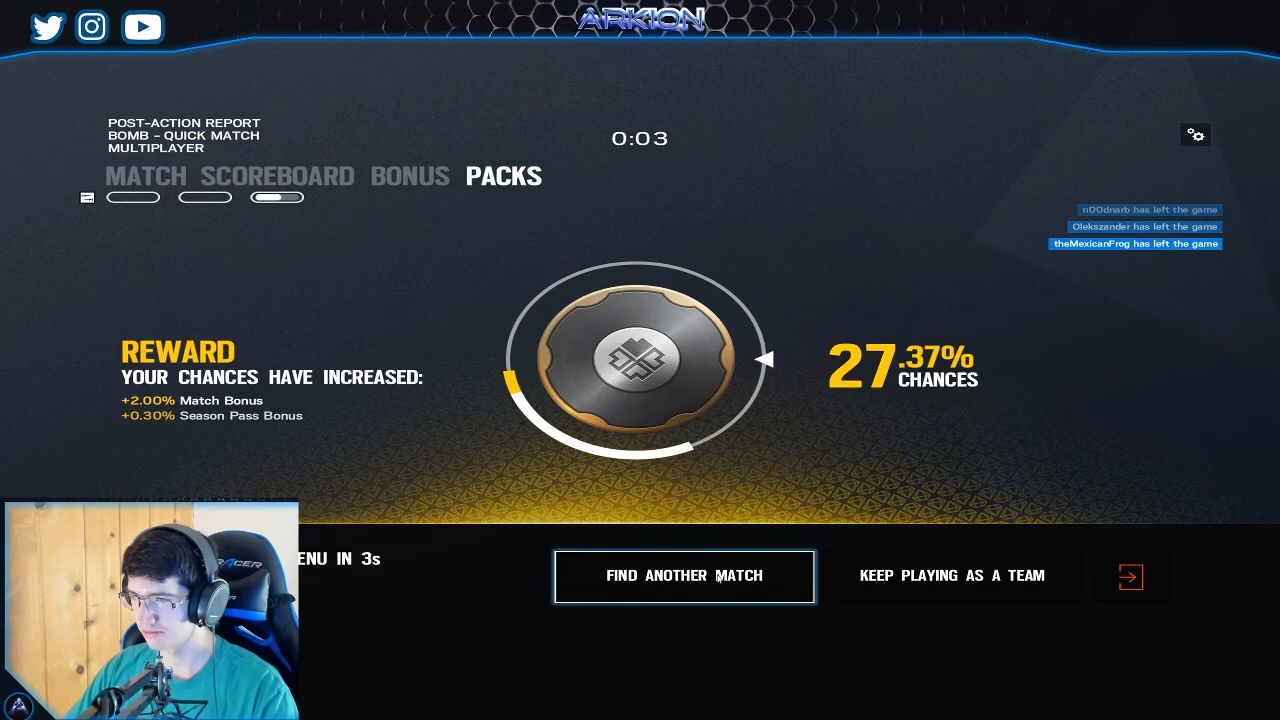 ARKION
POST-ACTION REPORT
BOMB - QUICK MATCH
MULTIPLAYER
0:03
MATCH SCOREBOARD BONUS PACKS
n00dnarb has left the game
Olekszander has left the game
theMexicanFrog has left the game
REWARD
YOUR CHANCES HAVE INCREASED:
+2.00% Match Bonus
+0.30% Season Pass Bonus
27.37%
CHANCES
ENU IN 3s
FIND ANOTHER MATCH
KEEP PLAYING AS A TEAM